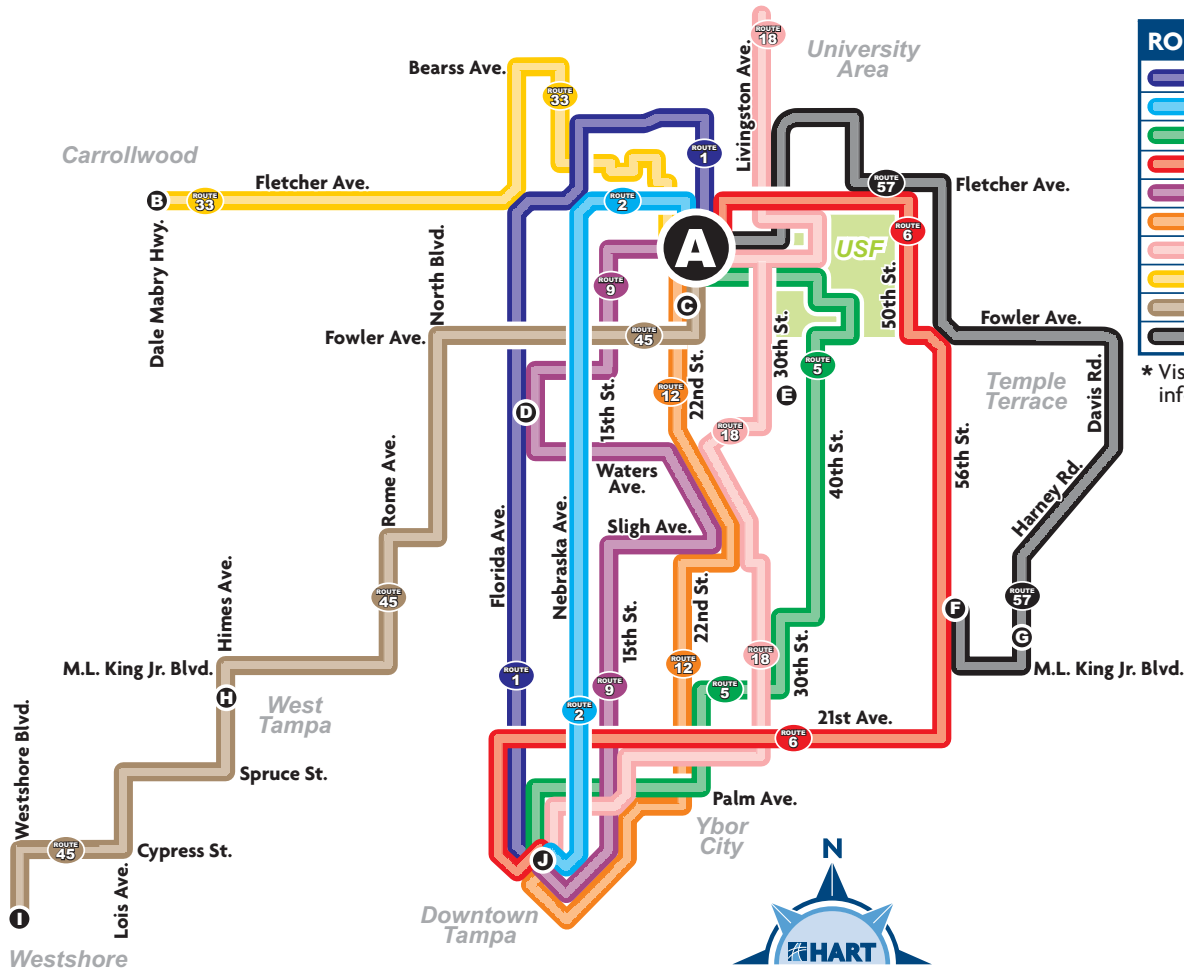 ROUTE
18
Livingston Ave.
University
Area
RO
Bearss Ave.
ROUTE
33
ROUTE
1
Carrollwood
Fletcher Ave.
ROUTE
57
Fletcher Ave.
B
ROUTE
33
ROUTE
2
ROUTE
6
A
USF
Dale Mabry Hwy.
North Blvd.
ROUTE
9
50th St.
C
Fowler Ave.
ROUTE
45
30th St.
Fowler Ave.
ROUTE
5
* Vis
inf
Temple
Terrace
Davis Rd.
15th St.
22nd St.
ROUTE
12
E
D
ROUTE
18
40th St.
56th St.
Rome Ave.
Waters
Ave.
Harney Rd.
Florida Ave.
Nebraska Ave.
Sligh Ave.
Himes Ave.
ROUTE
45
15th St.
22nd St.
F
ROUTE
57
G
M.L. King Jr. Blvd.
ROUTE
1
ROUTE
12
ROUTE
18
30th St.
M.L. King Jr. Blvd.
H
West
Tampa
ROUTE
9
ROUTE
5
ROUTE
2
21st Ave.
ROUTE
6
Westshore Blvd.
Spruce St.
Palm Ave.
Ybor
City
ROUTE
45
Cypress St.
Lois Ave.
J
N
I
Downtown
Tampa
HART
Westshore